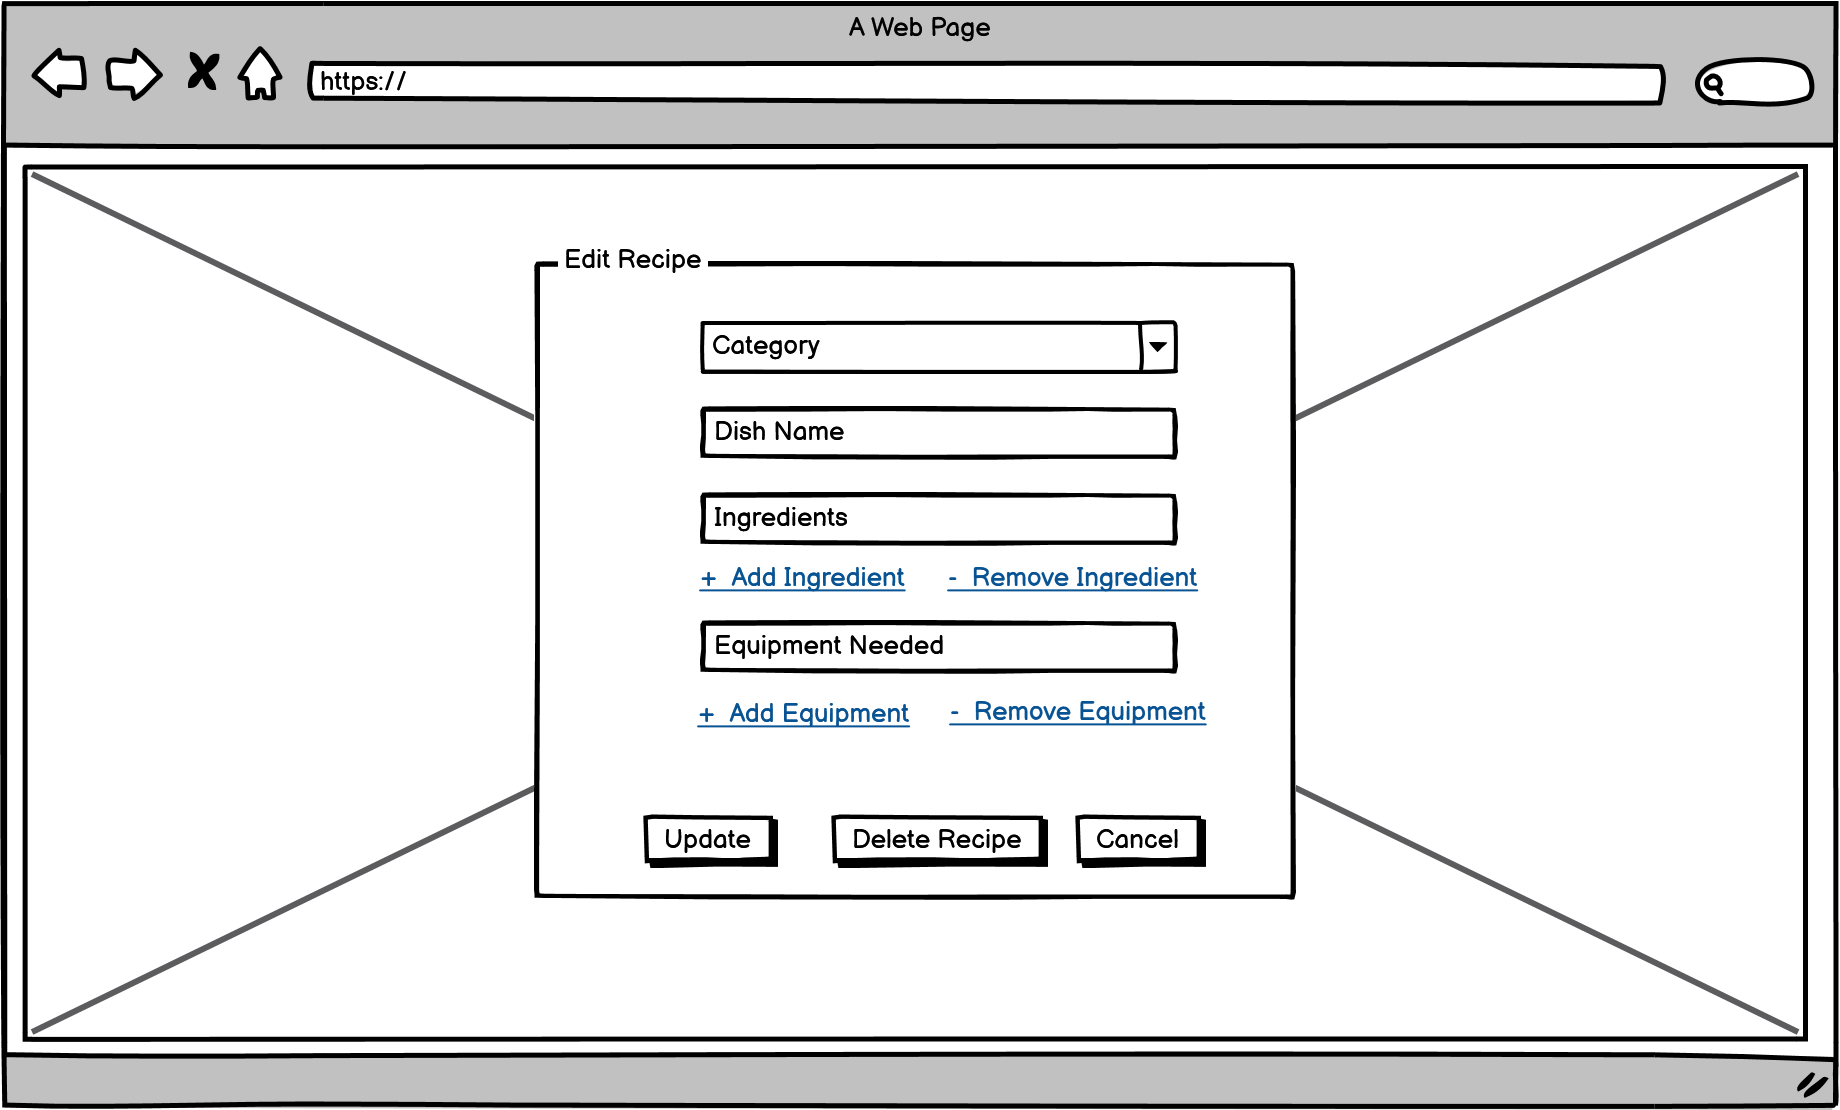 A Web Page
https://
Edit Recipe
Category
Dish Name
Ingredients
+ Add Ingredient - Remove Ingredient
Equipment Needed
+ Add Equipment - Remove Equipment
Update Delete Recipe Cancel